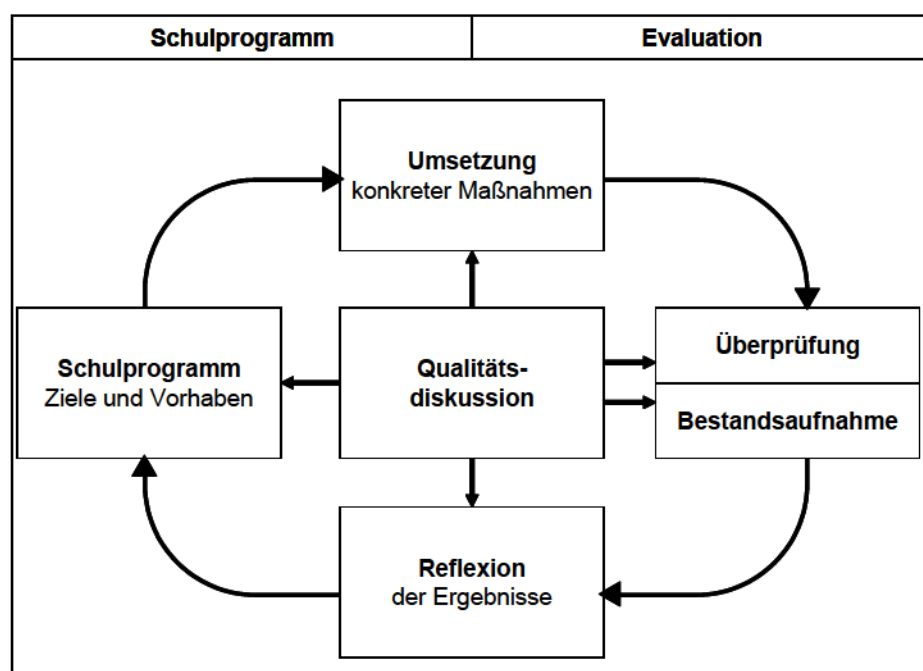 Schulprogramm
Evaluation
Umsetzung
konkreter Maßnahmen
Schulprogramm
Ziele und Vorhaben
Qualitäts-
diskussion
Überprüfung
Bestandsaufnahme
Reflexion
der Ergebnisse